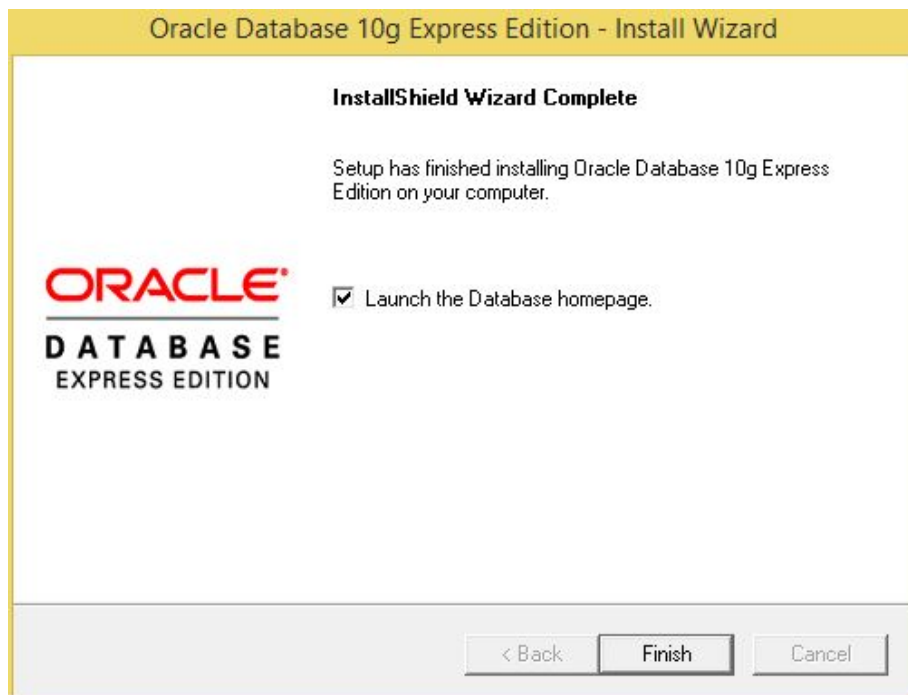 Oracle Database 10g Express Edition - Install Wizard
InstallShield Wizard Complete
Setup has finished installing Oracle Database 10g Express
Edition on your computer.
ORACLE
DATABASE
EXPRESS EDITION
Launch the Database homepage.
< Back
Finish
Cancel